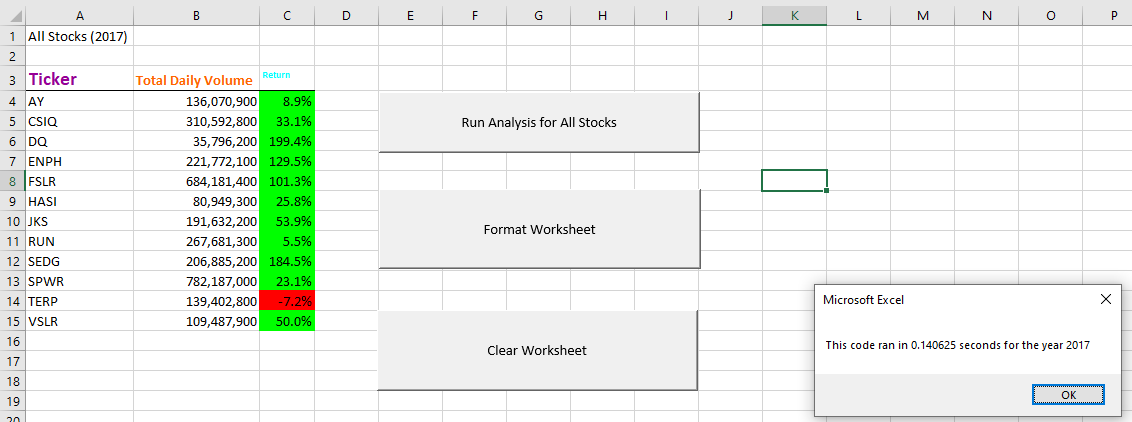 A B C D E F G H I J K L M N O P
1 All Stocks (2017)
2
3 Ticker Total Daily Volume Return
4 AY 136,070,900 8.9%
5 CSIQ 310,592,800 33.1%
6 DQ 35,796,200 199.4%
7 ENPH 221,772,100 129.5%
8 FSLR 684,181,400 101.3%
9 HASI 80,949,300 25.8%
10 JKS 191,632,200 53.9%
11 RUN 267,681,300 5.5%
12 SEDG 206,885,200 184.5%
13 SPWR 782,187,000 23.1%
14 TERP 139,402,800 -7.2%
15 VSLR 109,487,900 50.0%
16
17
18
19
20
Run Analysis for All Stocks
Format Worksheet
Clear Worksheet
Microsoft Excel
This code ran in 0.140625 seconds for the year 2017
OK